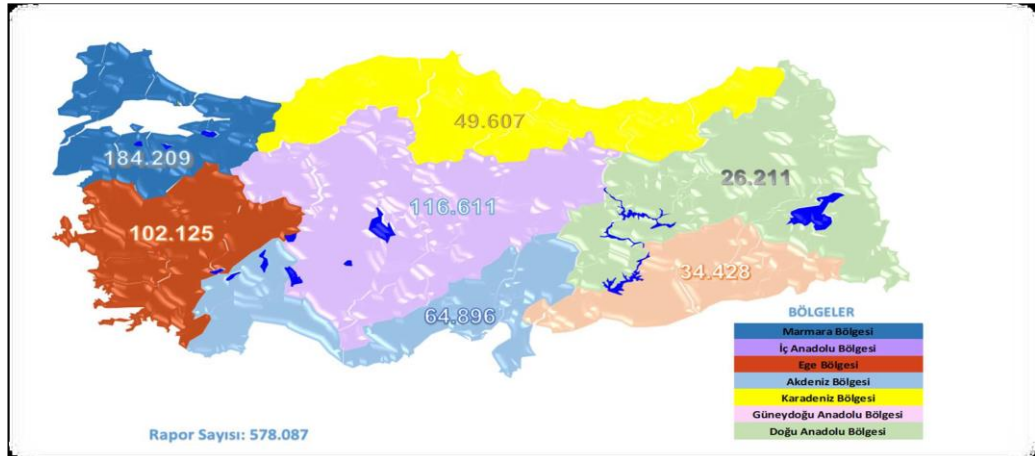 49.607
184.209
26.211
116.611
102.125
34.428
64.896
BÖLGELER
Marmara Bölgesi
İç Anadolu Bölgesi
Ege Bölgesi
Akdeniz Bölgesi
Karadeniz Bölgesi
Güneydoğu Anadolu Bölgesi
Doğu Anadolu Bölgesi
Rapor Sayısı: 578.087